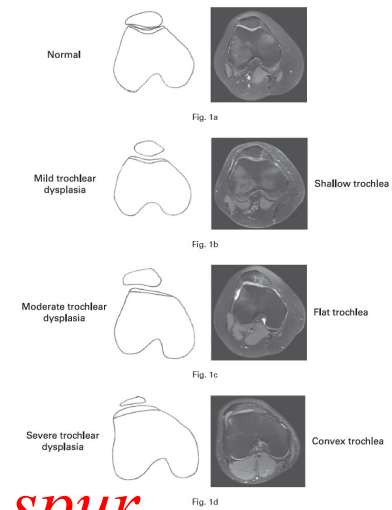 Normal
Fig. 1a
Mild trochlear
dysplasia
Shallow trochlea
Fig. 1b
Moderate trochlear
dysplasia
Flat trochlea
Fig. 1c
Severe trochlear
dysplasia
Convex trochlea
Fig. 1d
spur